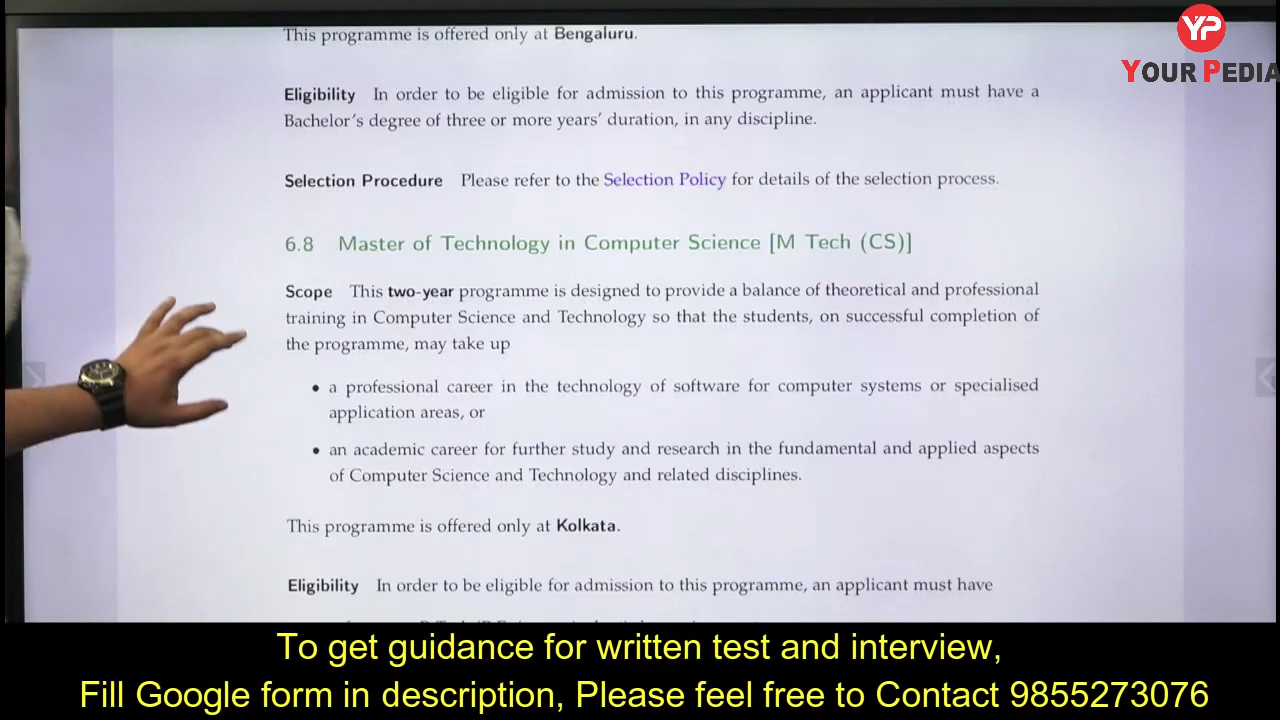 This programme is offered only at Bengaluru.
YP
YOUR PEDIA
Eligibility In order to be eligible for admission to this programme, an applicant must have a
Bachelor's degree of three or more years' duration, in any discipline.
Selection Procedure Please refer to the Selection Policy for details of the selection process.
6.8 Master of Technology in Computer Science [M Tech (CS)]
Scope This two-year programme is designed to provide a balance of theoretical and professional
training in Computer Science and Technology so that the students, on successful completion of
the programme, may take up
• a professional career in the technology of software for computer systems or specialised
application areas, or
• an academic career for further study and research in the fundamental and applied aspects
of Computer Science and Technology and related disciplines.
This programme is offered only at Kolkata.
Eligibility In order to be eligible for admission to this programme, an applicant must have
To get guidance for written test and interview,
Fill Google form in description, Please feel free to Contact 9855273076